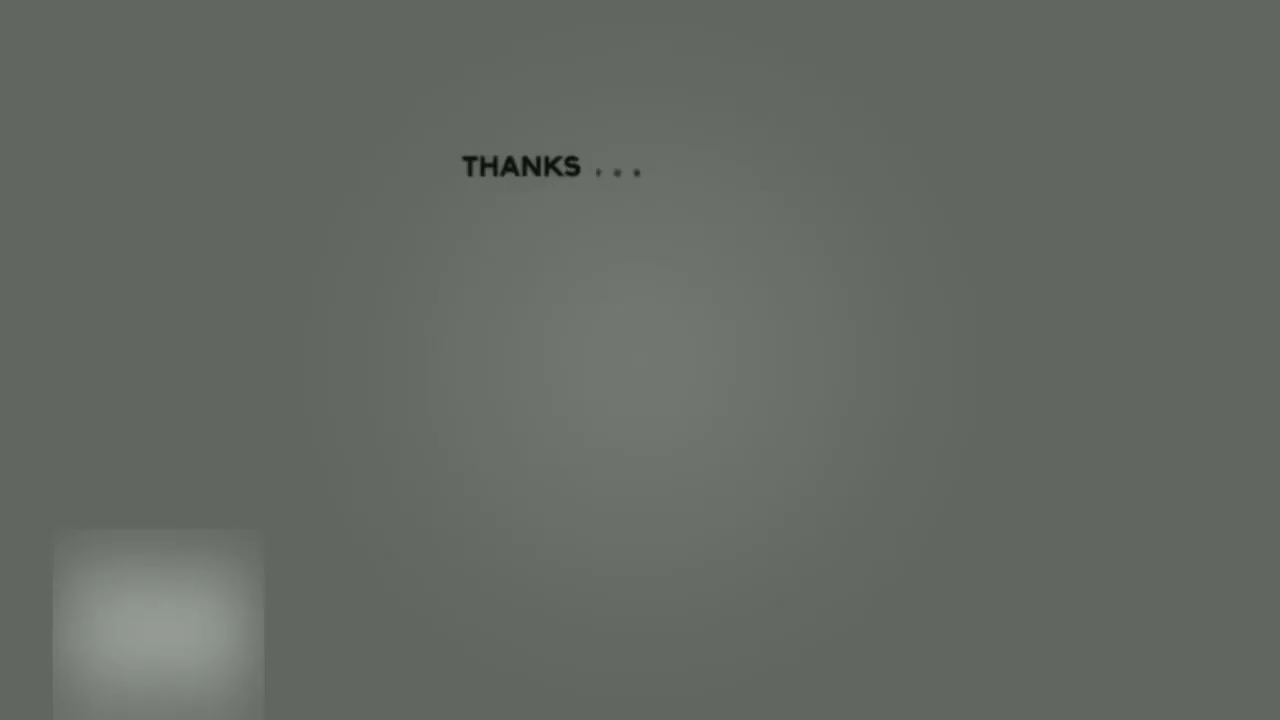 THANKS . . .